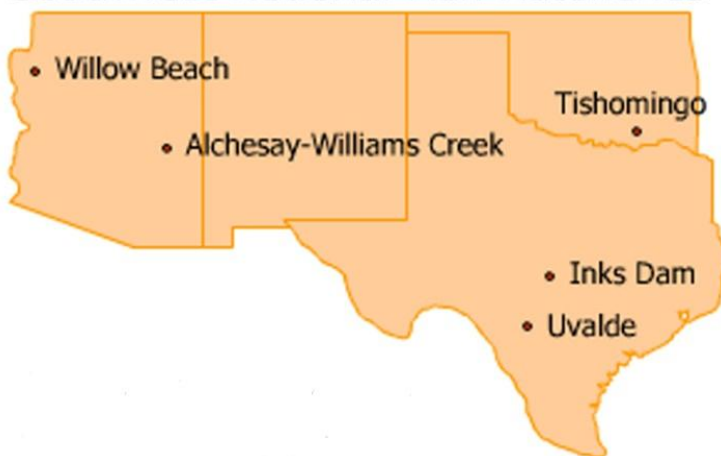 Willow Beach
Tishomingo
Alchesay-Williams Creek
Inks Dam
Uvalde